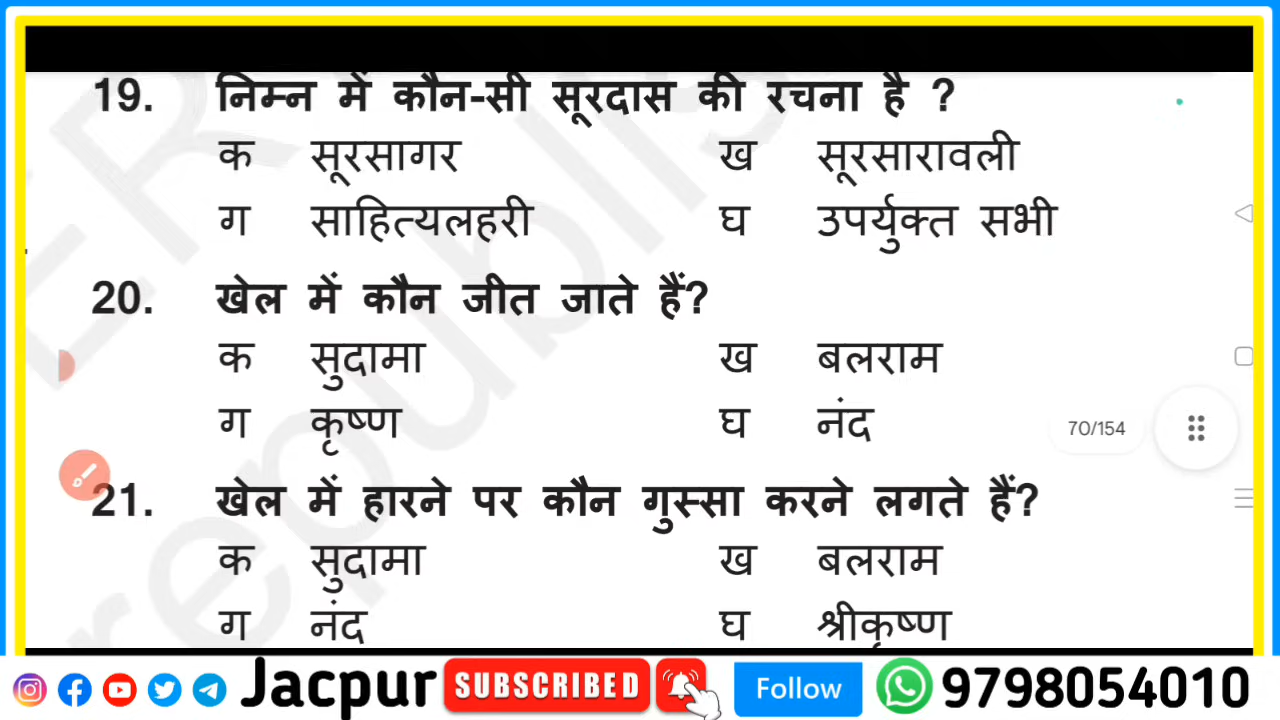 19. निम्न में कौन-सी सूरदास की रचना है ?
क सूरसागर ख सूरसारावली
ग साहित्यलहरी घ उपर्युक्त सभी
20. खेल में कौन जीत जाते हैं?
क सुदामा ख बलराम
ग कृष्ण घ नंद
70/154
21. खेल में हारने पर कौन गुस्सा करने लगते हैं?
क सुदामा ख बलराम
ग नंद घ श्रीकृष्ण
Jacpur SUBSCRIBED Follow 9798054010